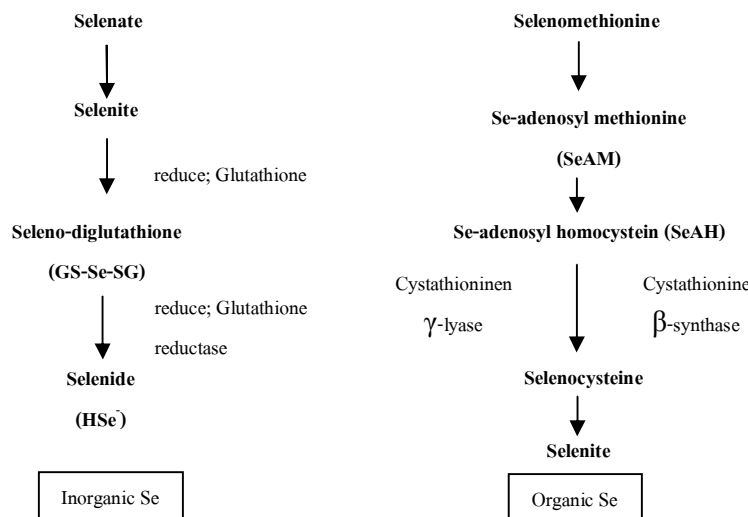 Selenate
Selenite
reduce; Glutathione
Seleno-diglutathione
(GS-Se-SG)
reduce; Glutathione
reductase
Selenide
(HSe⁻)
Inorganic Se
Selenomethionine
Se-adenosyl methionine
(SeAM)
Se-adenosyl homocystein (SeAH)
Cystathioninen
γ-lyase
Cystathionine
β-synthase
Selenocysteine
Selenite
Organic Se